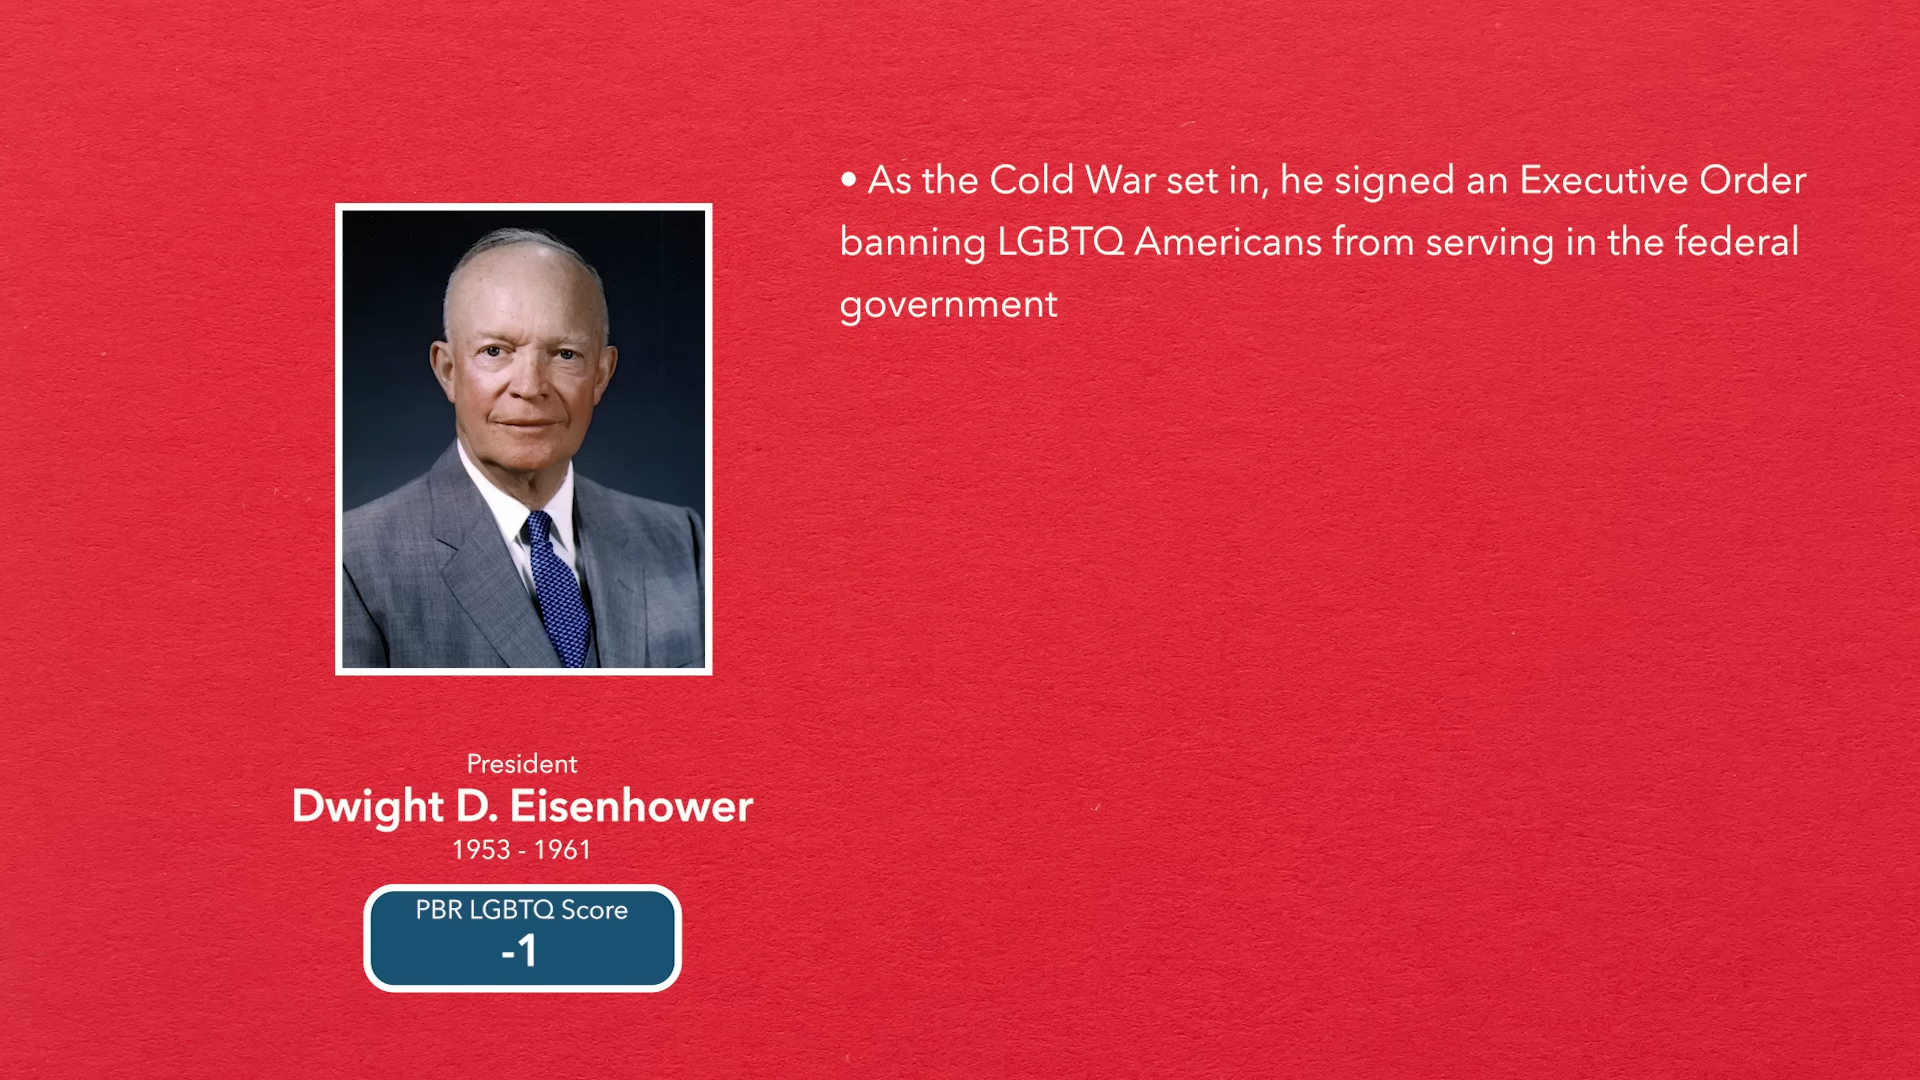 • As the Cold War set in, he signed an Executive Order
banning LGBTQ Americans from serving in the federal
government
President
Dwight D. Eisenhower
1953 - 1961
PBR LGBTQ Score
-1